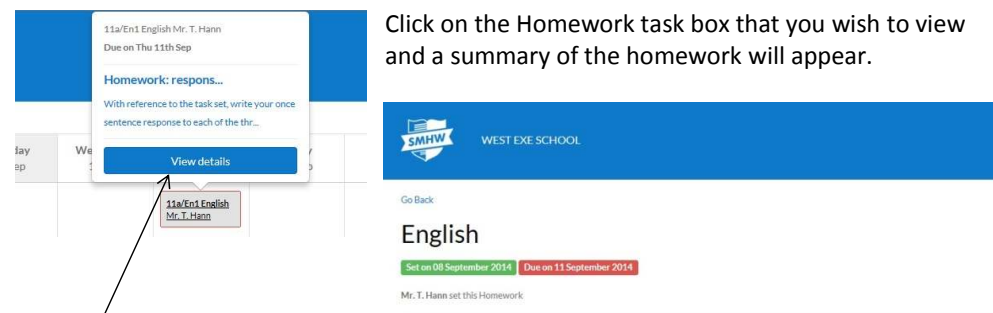 11a/En1 English Mr. T. Hann
Due on Thu 11th Sep
Homework: respons...
With reference to the task set, write your once
sentence response to each of the thr...
View details
11a/En1 English
Mr. T. Hann
Click on the Homework task box that you wish to view
and a summary of the homework will appear.
SMHW
WEST EXE SCHOOL
Go Back
English
Set on 08 September 2014 Due on 11 September 2014
Mr. T. Hann set this Homework